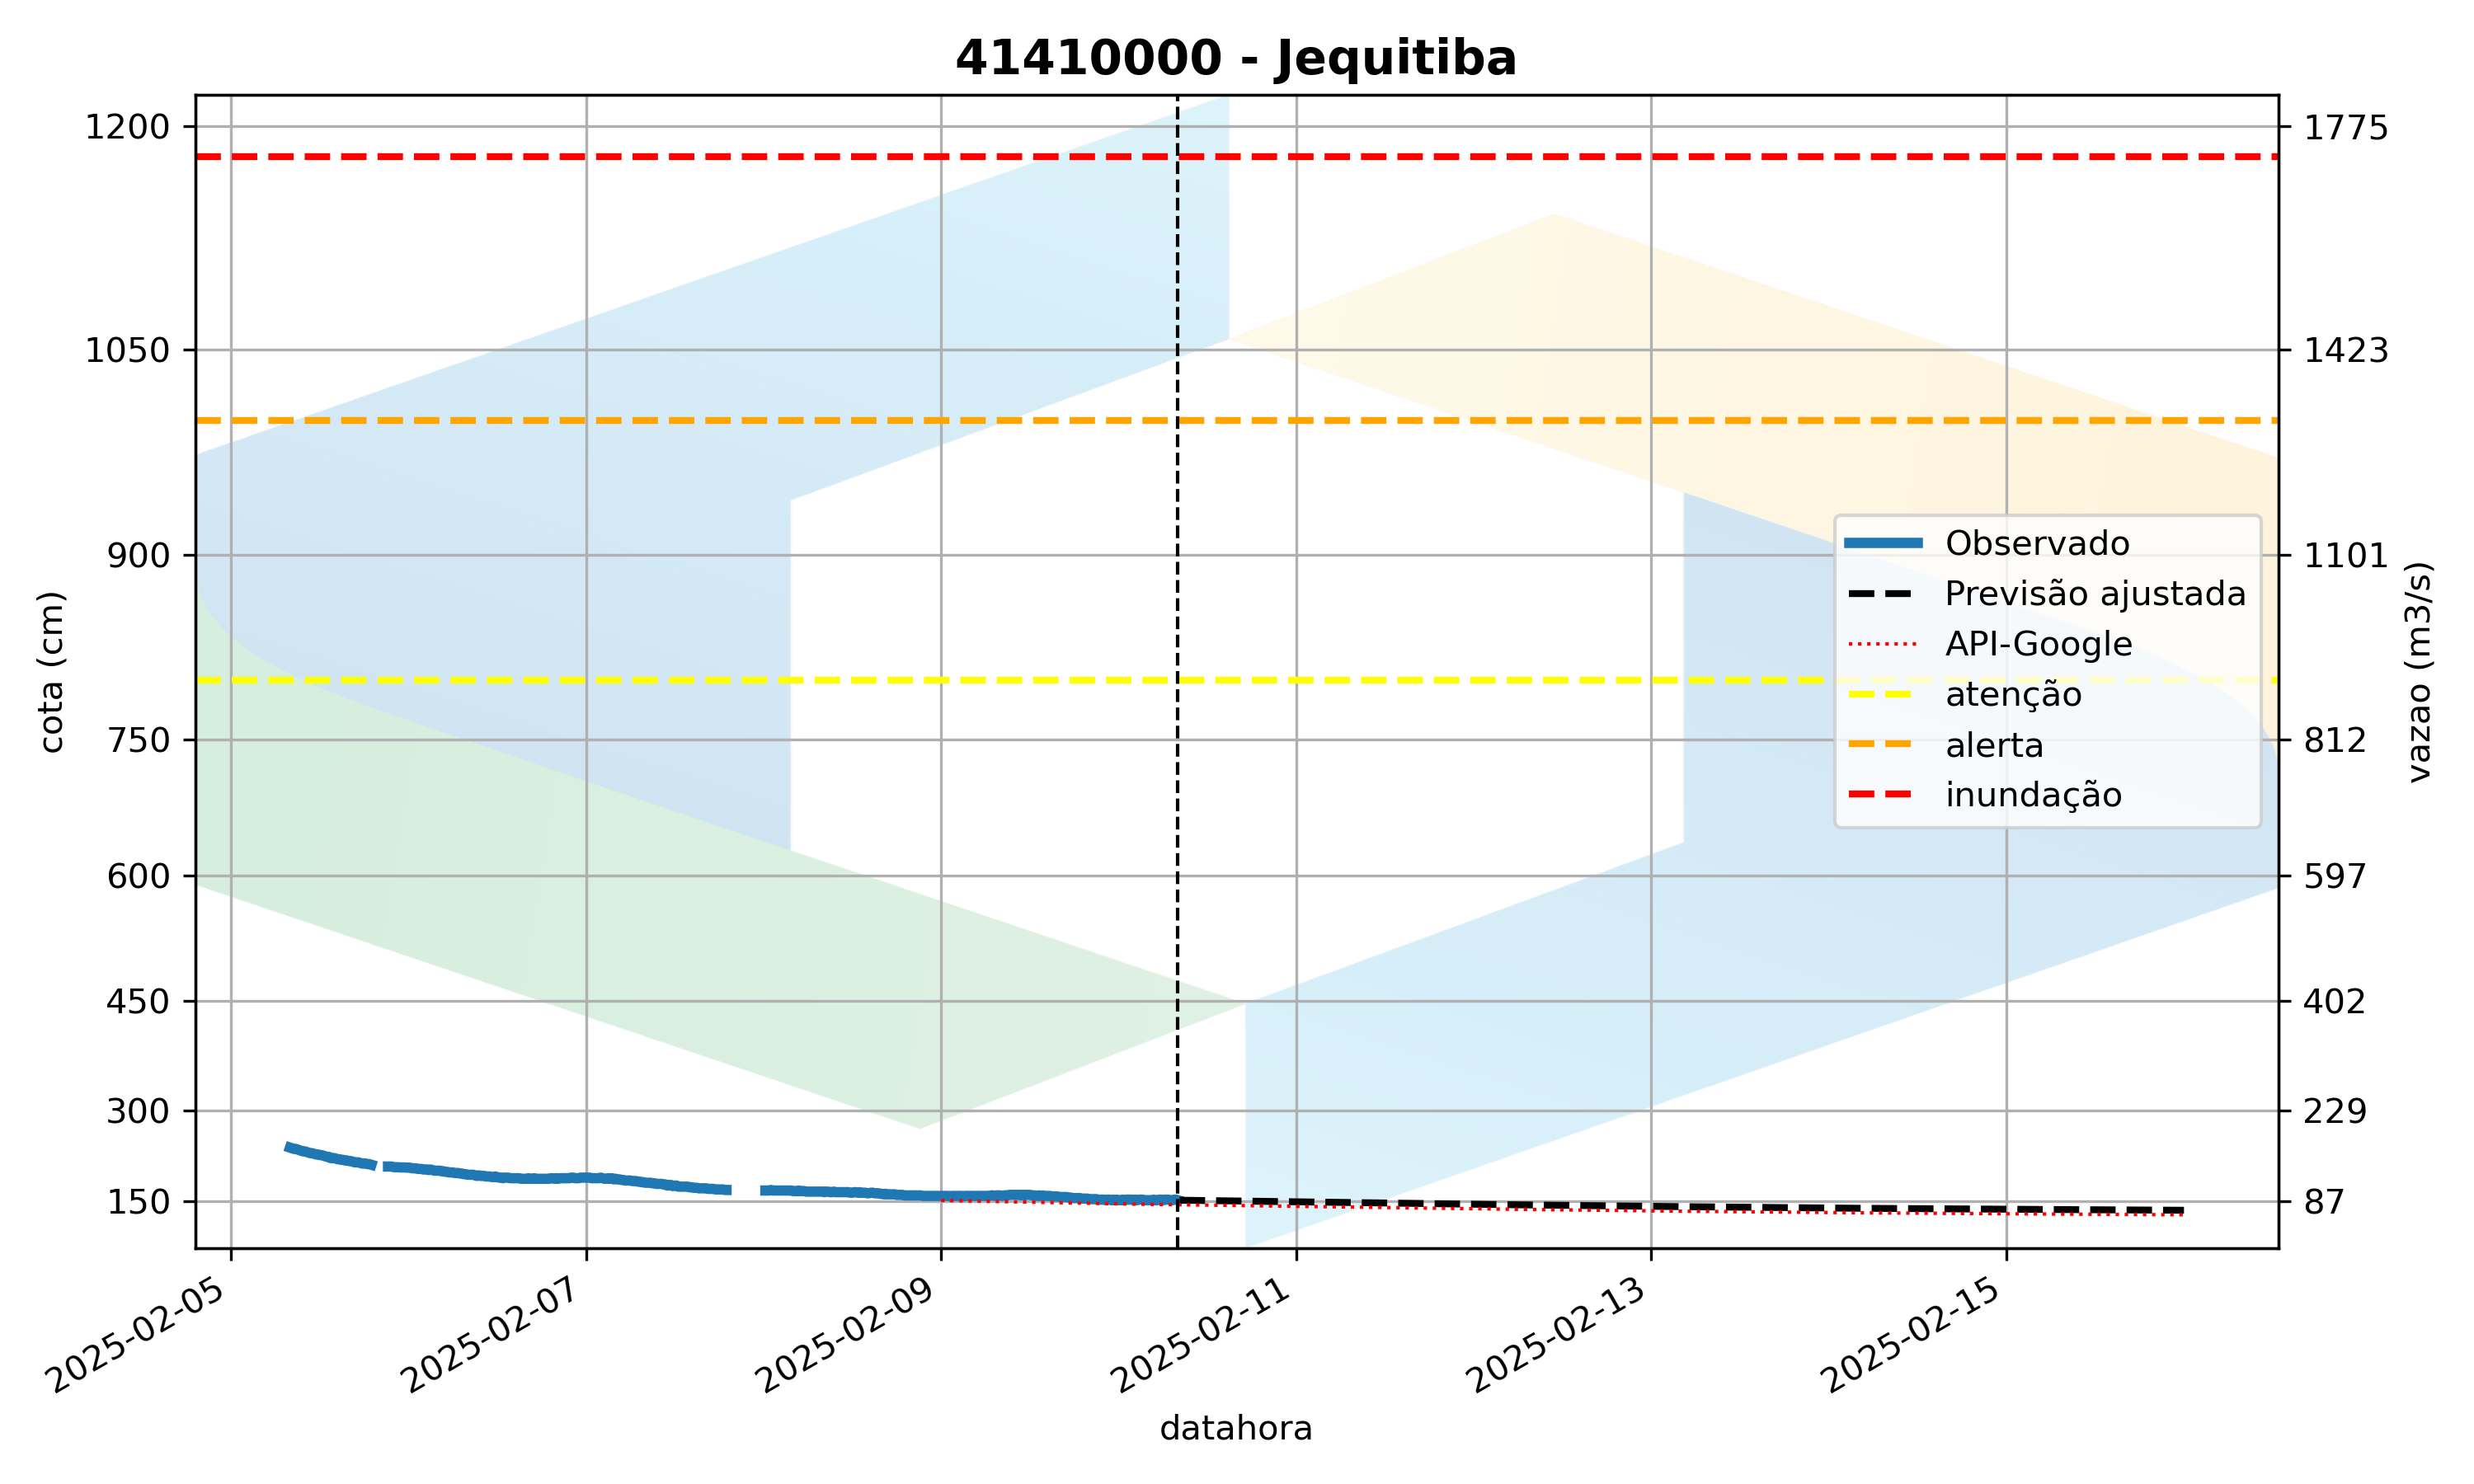 41410000 - Jequitiba
1200
1050
900
750
600
450
300
150
cota (cm)
1775
1423
1101
812
597
402
229
87
vazao (m3/s)
Observado
Previsão ajustada
API-Google
atenção
alerta
inundação
2025-02-05
2025-02-07
2025-02-09
2025-02-11
2025-02-13
2025-02-15
datahora